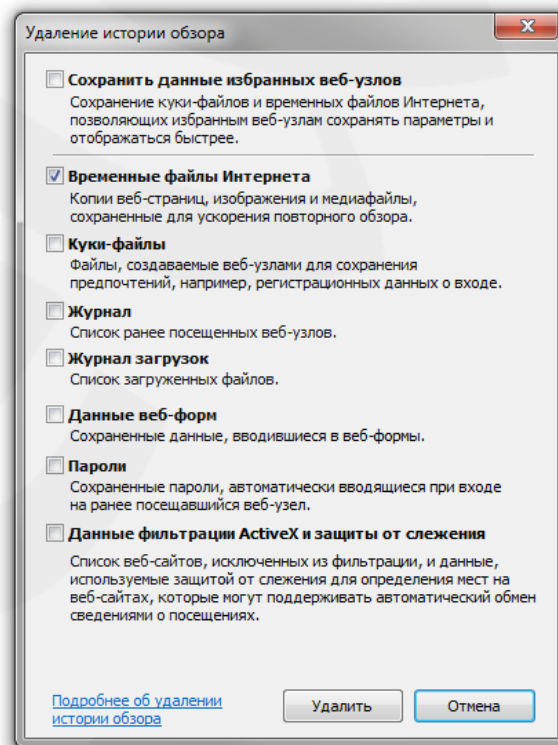 Удаление истории обзора
Сохранить данные избранных веб-узлов
Сохранение куки-файлов и временных файлов Интернета,
позволяющих избранным веб-узлам сохранять параметры и
отображаться быстрее.
Временные файлы Интернета
Копии веб-страниц, изображения и медиафайлы,
сохраненные для ускорения повторного обзора.
Куки-файлы
Файлы, создаваемые веб-узлами для сохранения
предпочтений, например, регистрационных данных о входе.
Журнал
Список ранее посещенных веб-узлов.
Журнал загрузок
Список загруженных файлов.
Данные веб-форм
Сохраненные данные, вводившиеся в веб-формы.
Пароли
Сохраненные пароли, автоматически вводящиеся при входе
на ранее посещавшийся веб-узел.
Данные фильтрации ActiveX и защиты от слежения
Список веб-сайтов, исключенных из фильтрации, и данные,
используемые защитой от слежения для определения мест на
веб-сайтах, которые могут поддерживать автоматический обмен
сведениями о посещениях.
Подробнее об удалении
истории обзора
Удалить
Отмена